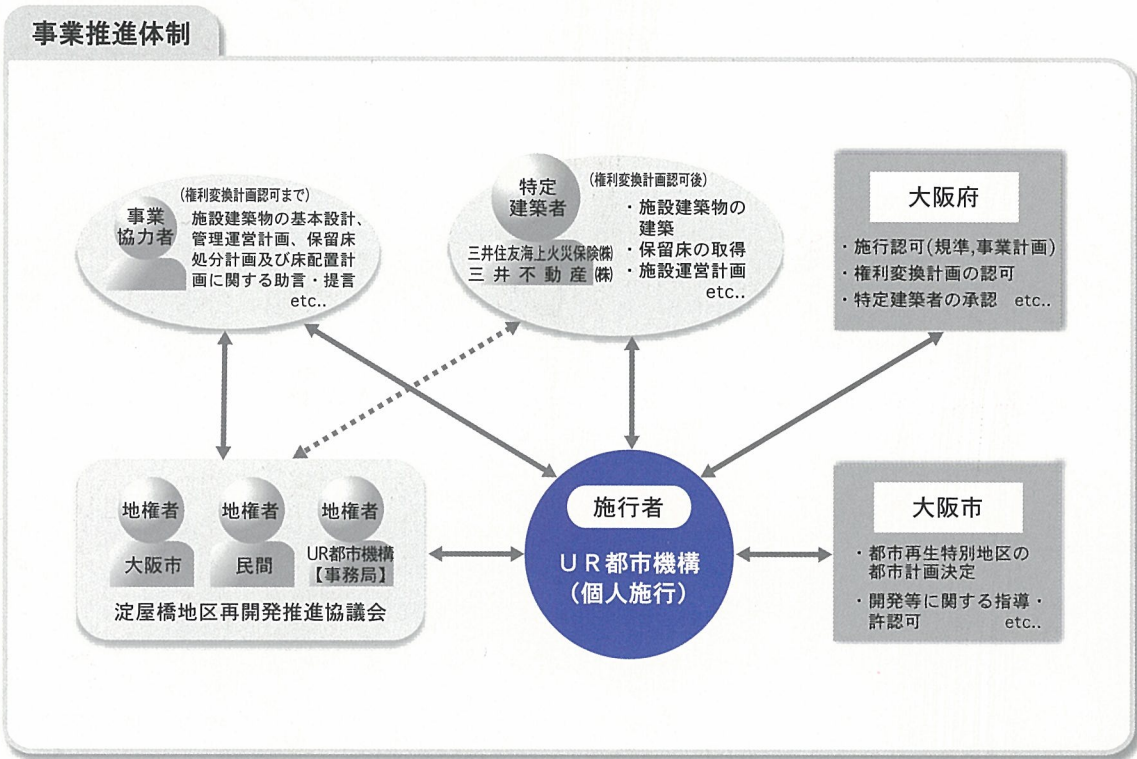 事業推進体制
(権利変換計画認可まで)
事業
協力者
施設建築物の基本設計、
管理運営計画、保留床
処分計画及び床配置計
画に関する助言・提言
etc..
(権利変換計画認可後)
特定
建築者
三井住友海上火災保険㈱
三井不動産㈱
・施設建築物の
建築
・保留床の取得
・施設運営計画
etc..
大阪府
・施行認可(規準,事業計画)
・権利変換計画の認可
・特定建築者の承認 etc..
地権者
大阪市
地権者
民間
地権者
UR都市機構
【事務局】
淀屋橋地区再開発推進協議会
施行者
UR都市機構
(個人施行)
大阪市
・都市再生特別地区の
都市計画決定
・開発等に関する指導・
許認可 etc..